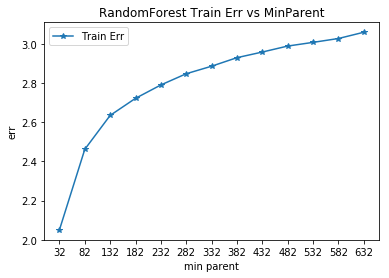 RandomForest Train Err vs MinParent
Train Err
3.0
2.8
2.6
2.4
2.2
2.0
err
32 82 132 182 232 282 332 382 432 482 532 582 632
min parent